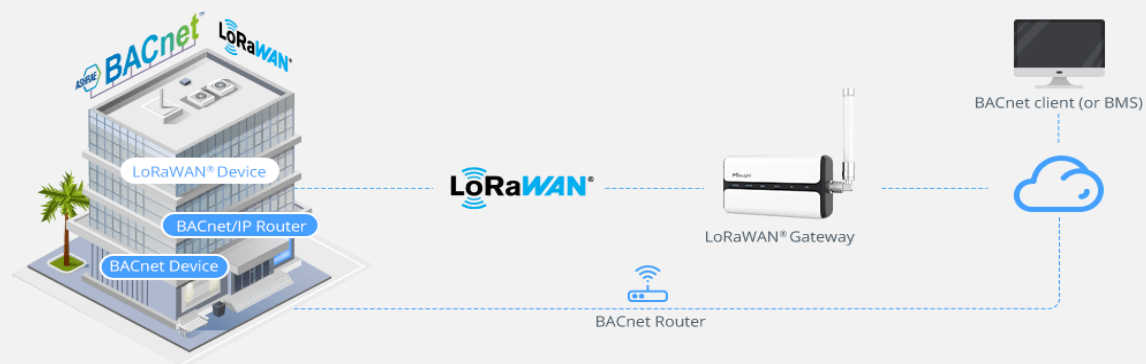 ASHRAE BACnet
LoRaWAN®
LoRaWAN® Device
BACnet/IP Router
BACnet Device
LoRaWAN®
Milesight
LoRaWAN® Gateway
BACnet Router
BACnet client (or BMS)